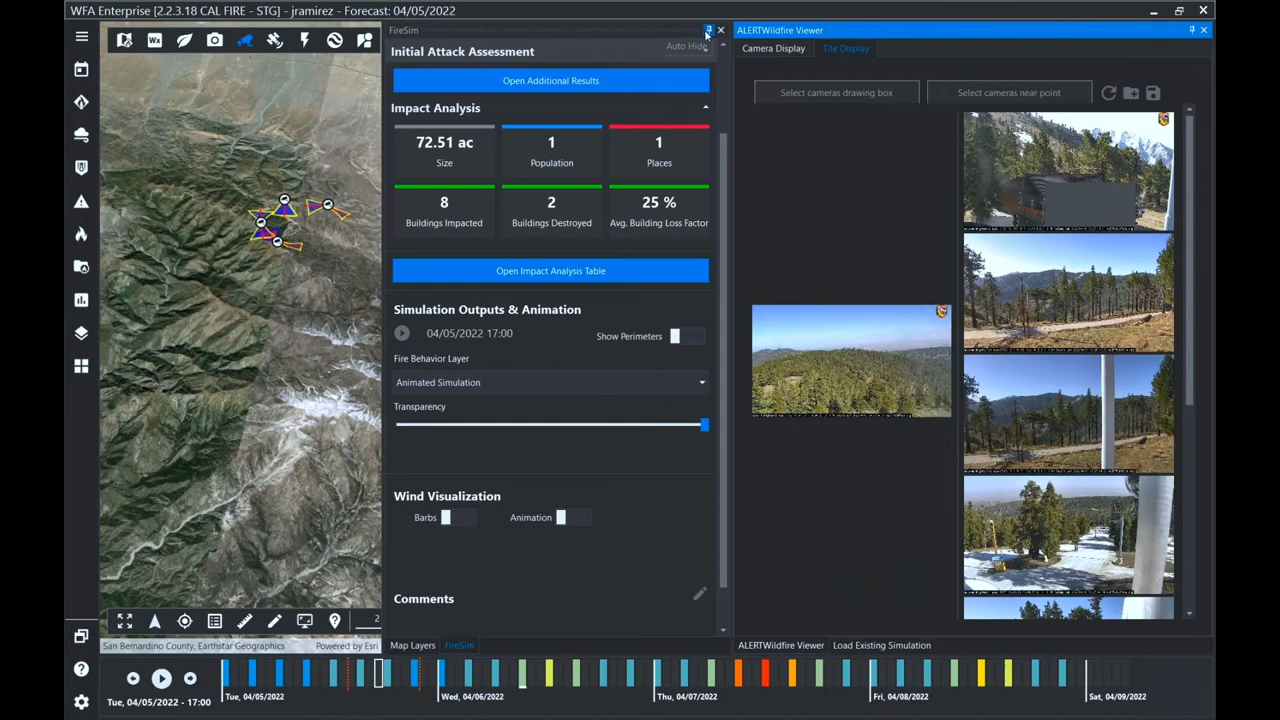 WFA Enterprise [2.2.3.18 CAL FIRE - STG] - jramirez - Forecast: 04/05/2022
FireSim
ALERTWildfire Viewer
Auto Hide
Initial Attack Assessment
Camera Display
Tile Display
Wx
Open Additional Results
Select cameras drawing box
Select cameras near point
Impact Analysis
72.51 ac
Size
1
Population
1
Places
8
Buildings Impacted
2
Buildings Destroyed
25 %
Avg. Building Loss Factor
Open Impact Analysis Table
Simulation Outputs & Animation
04/05/2022 17:00
Show Perimeters
Fire Behavior Layer
Animated Simulation
Transparency
Wind Visualization
Barbs
Animation
Comments
2
San Bernardino County, Earthstar Geographics
Powered by Esri
Map Layers
FireSim
ALERTWildfire Viewer
Load Existing Simulation
Tue, 04/05/2022 - 17:00
Tue, 04/05/2022
Wed, 04/06/2022
Thu, 04/07/2022
Fri, 04/08/2022
Sat, 04/09/2022